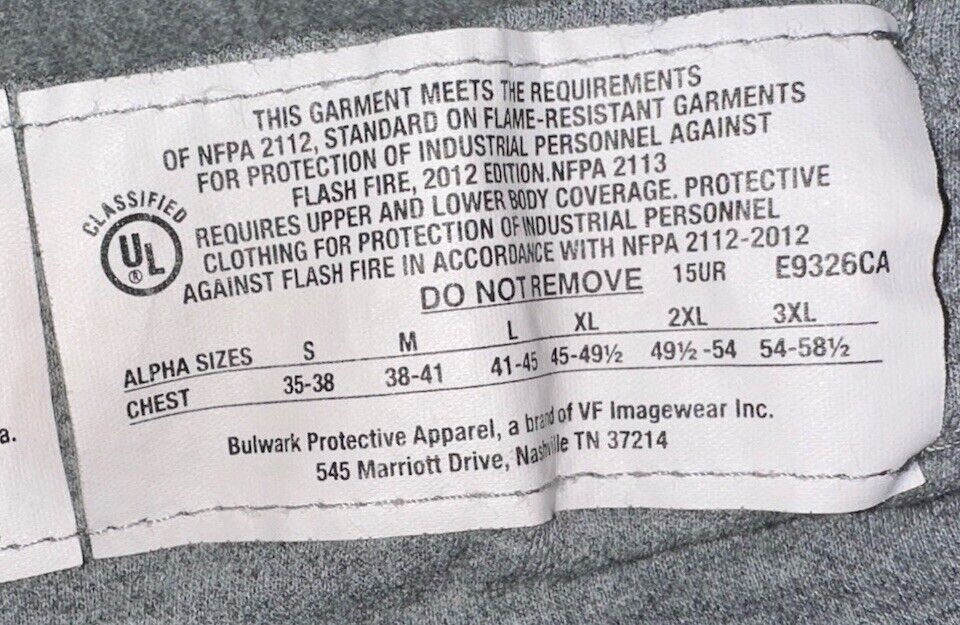 THIS GARMENT MEETS THE REQUIREMENTS
OF NFPA 2112, STANDARD ON FLAME-RESISTANT GARMENTS
FOR PROTECTION OF INDUSTRIAL PERSONNEL AGAINST
FLASH FIRE, 2012 EDITION.NFPA 2113
REQUIRES UPPER AND LOWER BODY COVERAGE. PROTECTIVE
CLOTHING FOR PROTECTION OF INDUSTRIAL PERSONNEL
AGAINST FLASH FIRE IN ACCORDANCE WITH NFPA 2112-2012
CLASSIFIED
UL
®
DO NOT REMOVE 15UR E9326CA
ALPHA SIZES S M L XL 2XL 3XL
CHEST 35-38 38-41 41-45 45-49½ 49½ -54 54-58½
Bulwark Protective Apparel, a brand of VF Imagewear Inc.
545 Marriott Drive, Nashville TN 37214
a.